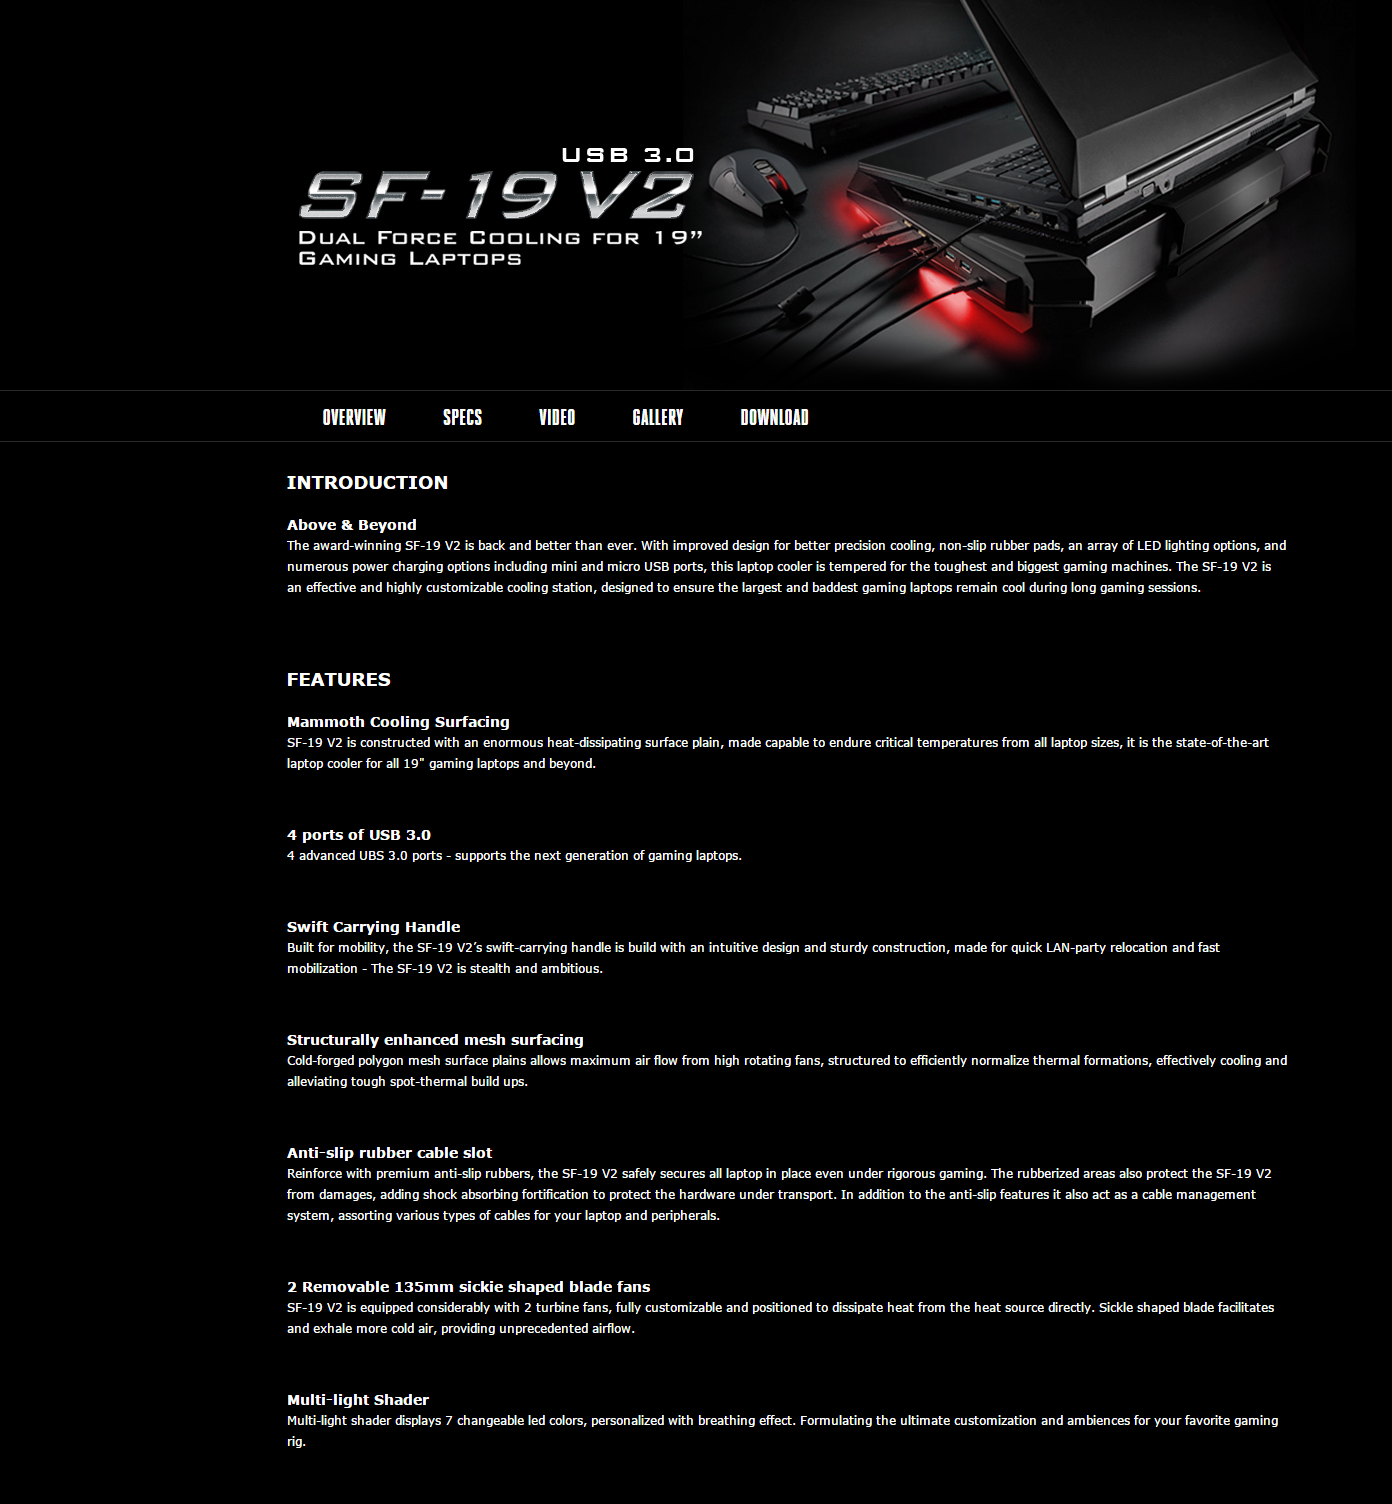 USB 3.0
SF-19 V2
Dual Force Cooling for 19”
Gaming Laptops
OVERVIEW SPECS VIDEO GALLERY DOWNLOAD
INTRODUCTION
Above & Beyond
The award-winning SF-19 V2 is back and better than ever. With improved design for better precision cooling, non-slip rubber pads, an array of LED lighting options, and
numerous power charging options including mini and micro USB ports, this laptop cooler is tempered for the toughest and biggest gaming machines. The SF-19 V2 is
an effective and highly customizable cooling station, designed to ensure the largest and baddest gaming laptops remain cool during long gaming sessions.
FEATURES
Mammoth Cooling Surfacing
SF-19 V2 is constructed with an enormous heat-dissipating surface plain, made capable to endure critical temperatures from all laptop sizes, it is the state-of-the-art
laptop cooler for all 19" gaming laptops and beyond.
4 ports of USB 3.0
4 advanced UBS 3.0 ports - supports the next generation of gaming laptops.
Swift Carrying Handle
Built for mobility, the SF-19 V2’s swift-carrying handle is build with an intuitive design and sturdy construction, made for quick LAN-party relocation and fast
mobilization - The SF-19 V2 is stealth and ambitious.
Structurally enhanced mesh surfacing
Cold-forged polygon mesh surface plains allows maximum air flow from high rotating fans, structured to efficiently normalize thermal formations, effectively cooling and
alleviating tough spot-thermal build ups.
Anti-slip rubber cable slot
Reinforce with premium anti-slip rubbers, the SF-19 V2 safely secures all laptop in place even under rigorous gaming. The rubberized areas also protect the SF-19 V2
from damages, adding shock absorbing fortification to protect the hardware under transport. In addition to the anti-slip features it also act as a cable management
system, assorting various types of cables for your laptop and peripherals.
2 Removable 135mm sickie shaped blade fans
SF-19 V2 is equipped considerably with 2 turbine fans, fully customizable and positioned to dissipate heat from the heat source directly. Sickle shaped blade facilitates
and exhale more cold air, providing unprecedented airflow.
Multi-light Shader
Multi-light shader displays 7 changeable led colors, personalized with breathing effect. Formulating the ultimate customization and ambiences for your favorite gaming
rig.